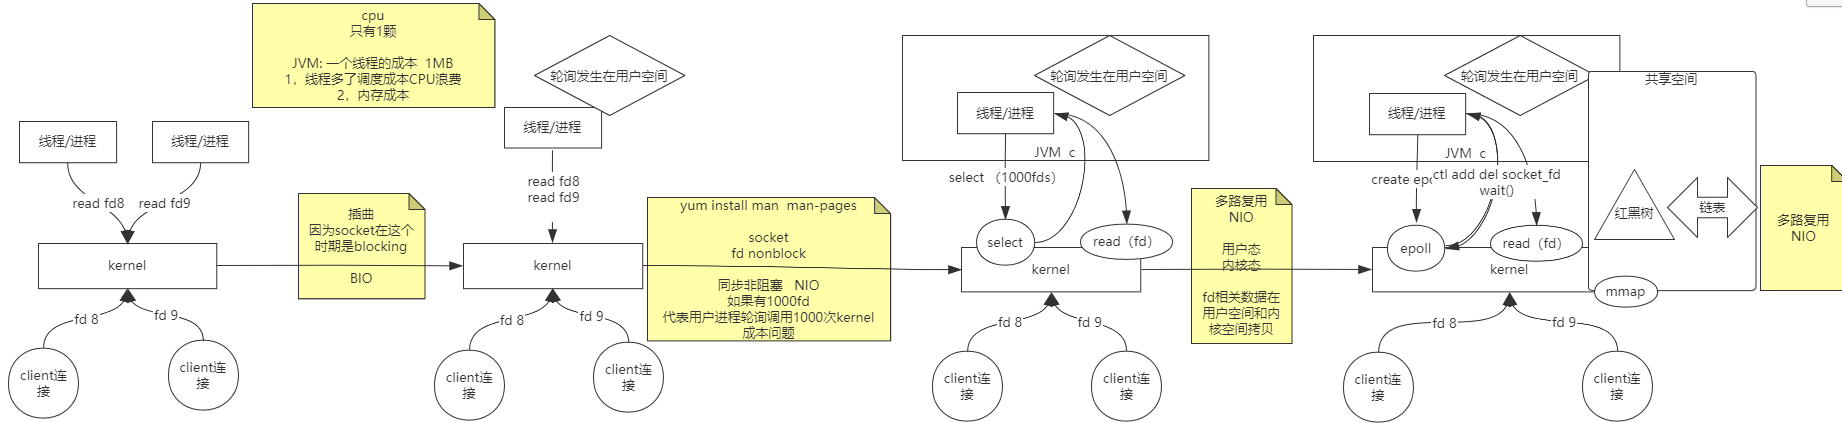 cpu
只有1颗
JVM: 一个线程的成本 1MB
1，线程多了调度成本CPU浪费
2，内存成本
线程/进程
线程/进程
read fd8
read fd9
kernel
fd 8
fd 9
client连
接
client连
接
插曲
因为socket在这个
时期是blocking
BIO
轮询发生在用户空间
线程/进程
read fd8
read fd9
kernel
fd 8
fd 9
client连
接
client连
接
yum install man man-pages
socket
fd nonblock
同步非阻塞 NIO
如果有1000fd
代表用户进程轮询调用1000次kernel
成本问题
轮询发生在用户空间
线程/进程
JVM c
select （1000fds）
select
read（fd）
kernel
fd 8
fd 9
client连
接
client连
接
多路复用
NIO
用户态
内核态
fd相关数据在
用户空间和内
核空间拷贝
轮询发生在用户空间
线程/进程
JVM c
ctl add del socket_fd
wait()
epoll
read（fd）
kernel
fd 8
fd 9
client连
接
client连
接
共享空间
红黑树
链表
mmap
多路复用
NIO